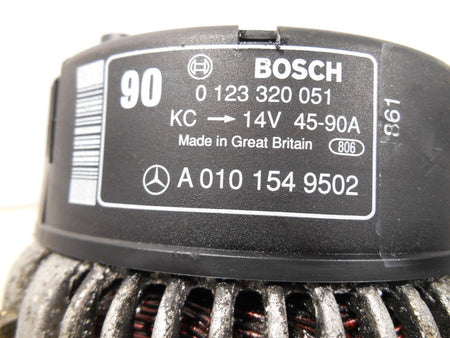 90 BOSCH
0 123 320 051
KC → 14V 45-90A
Made in Great Britain 806
A 010 154 9502
861